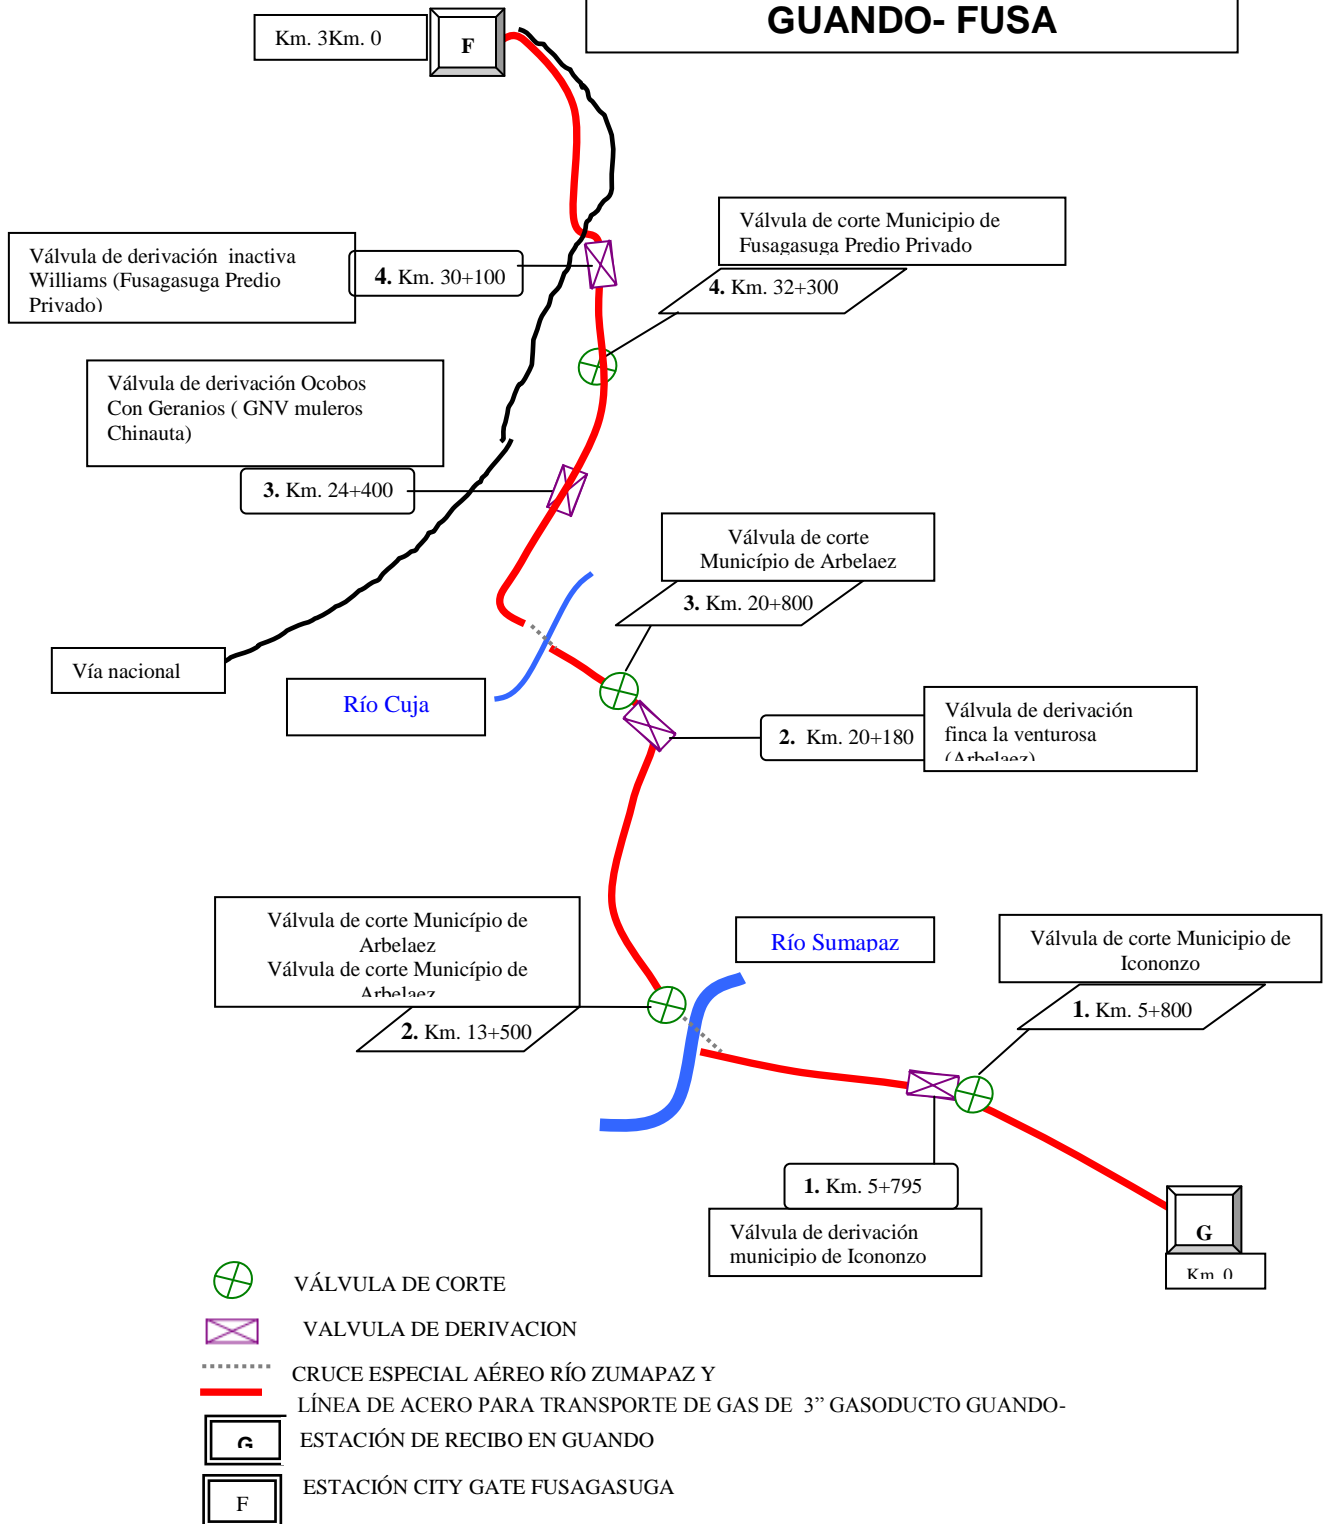 GUANDO- FUSA
Km. 3Km. 0
F
Válvula de corte Municipio de
Fusagasuga Predio Privado
4. Km. 32+300
Válvula de derivación inactiva
Williams (Fusagasuga Predio
Privado)
4. Km. 30+100
Válvula de derivación Ocobos
Con Geranios ( GNV muleros
Chinauta)
3. Km. 24+400
Válvula de corte
Município de Arbelaez
3. Km. 20+800
Vía nacional
Río Cuja
2. Km. 20+180
Válvula de derivación
finca la venturosa
(Arbelaez)
Válvula de corte Município de
Arbelaez
Válvula de corte Município de
Arbelaez
2. Km. 13+500
Río Sumapaz
Válvula de corte Municipio de
Icononzo
1. Km. 5+800
1. Km. 5+795
Válvula de derivación
municipio de Icononzo
G
Km. 0
VÁLVULA DE CORTE
VALVULA DE DERIVACION
CRUCE ESPECIAL AÉREO RÍO ZUMAPAZ Y
LÍNEA DE ACERO PARA TRANSPORTE DE GAS DE 3” GASODUCTO GUANDO-
G
ESTACIÓN DE RECIBO EN GUANDO
F
ESTACIÓN CITY GATE FUSAGASUGA